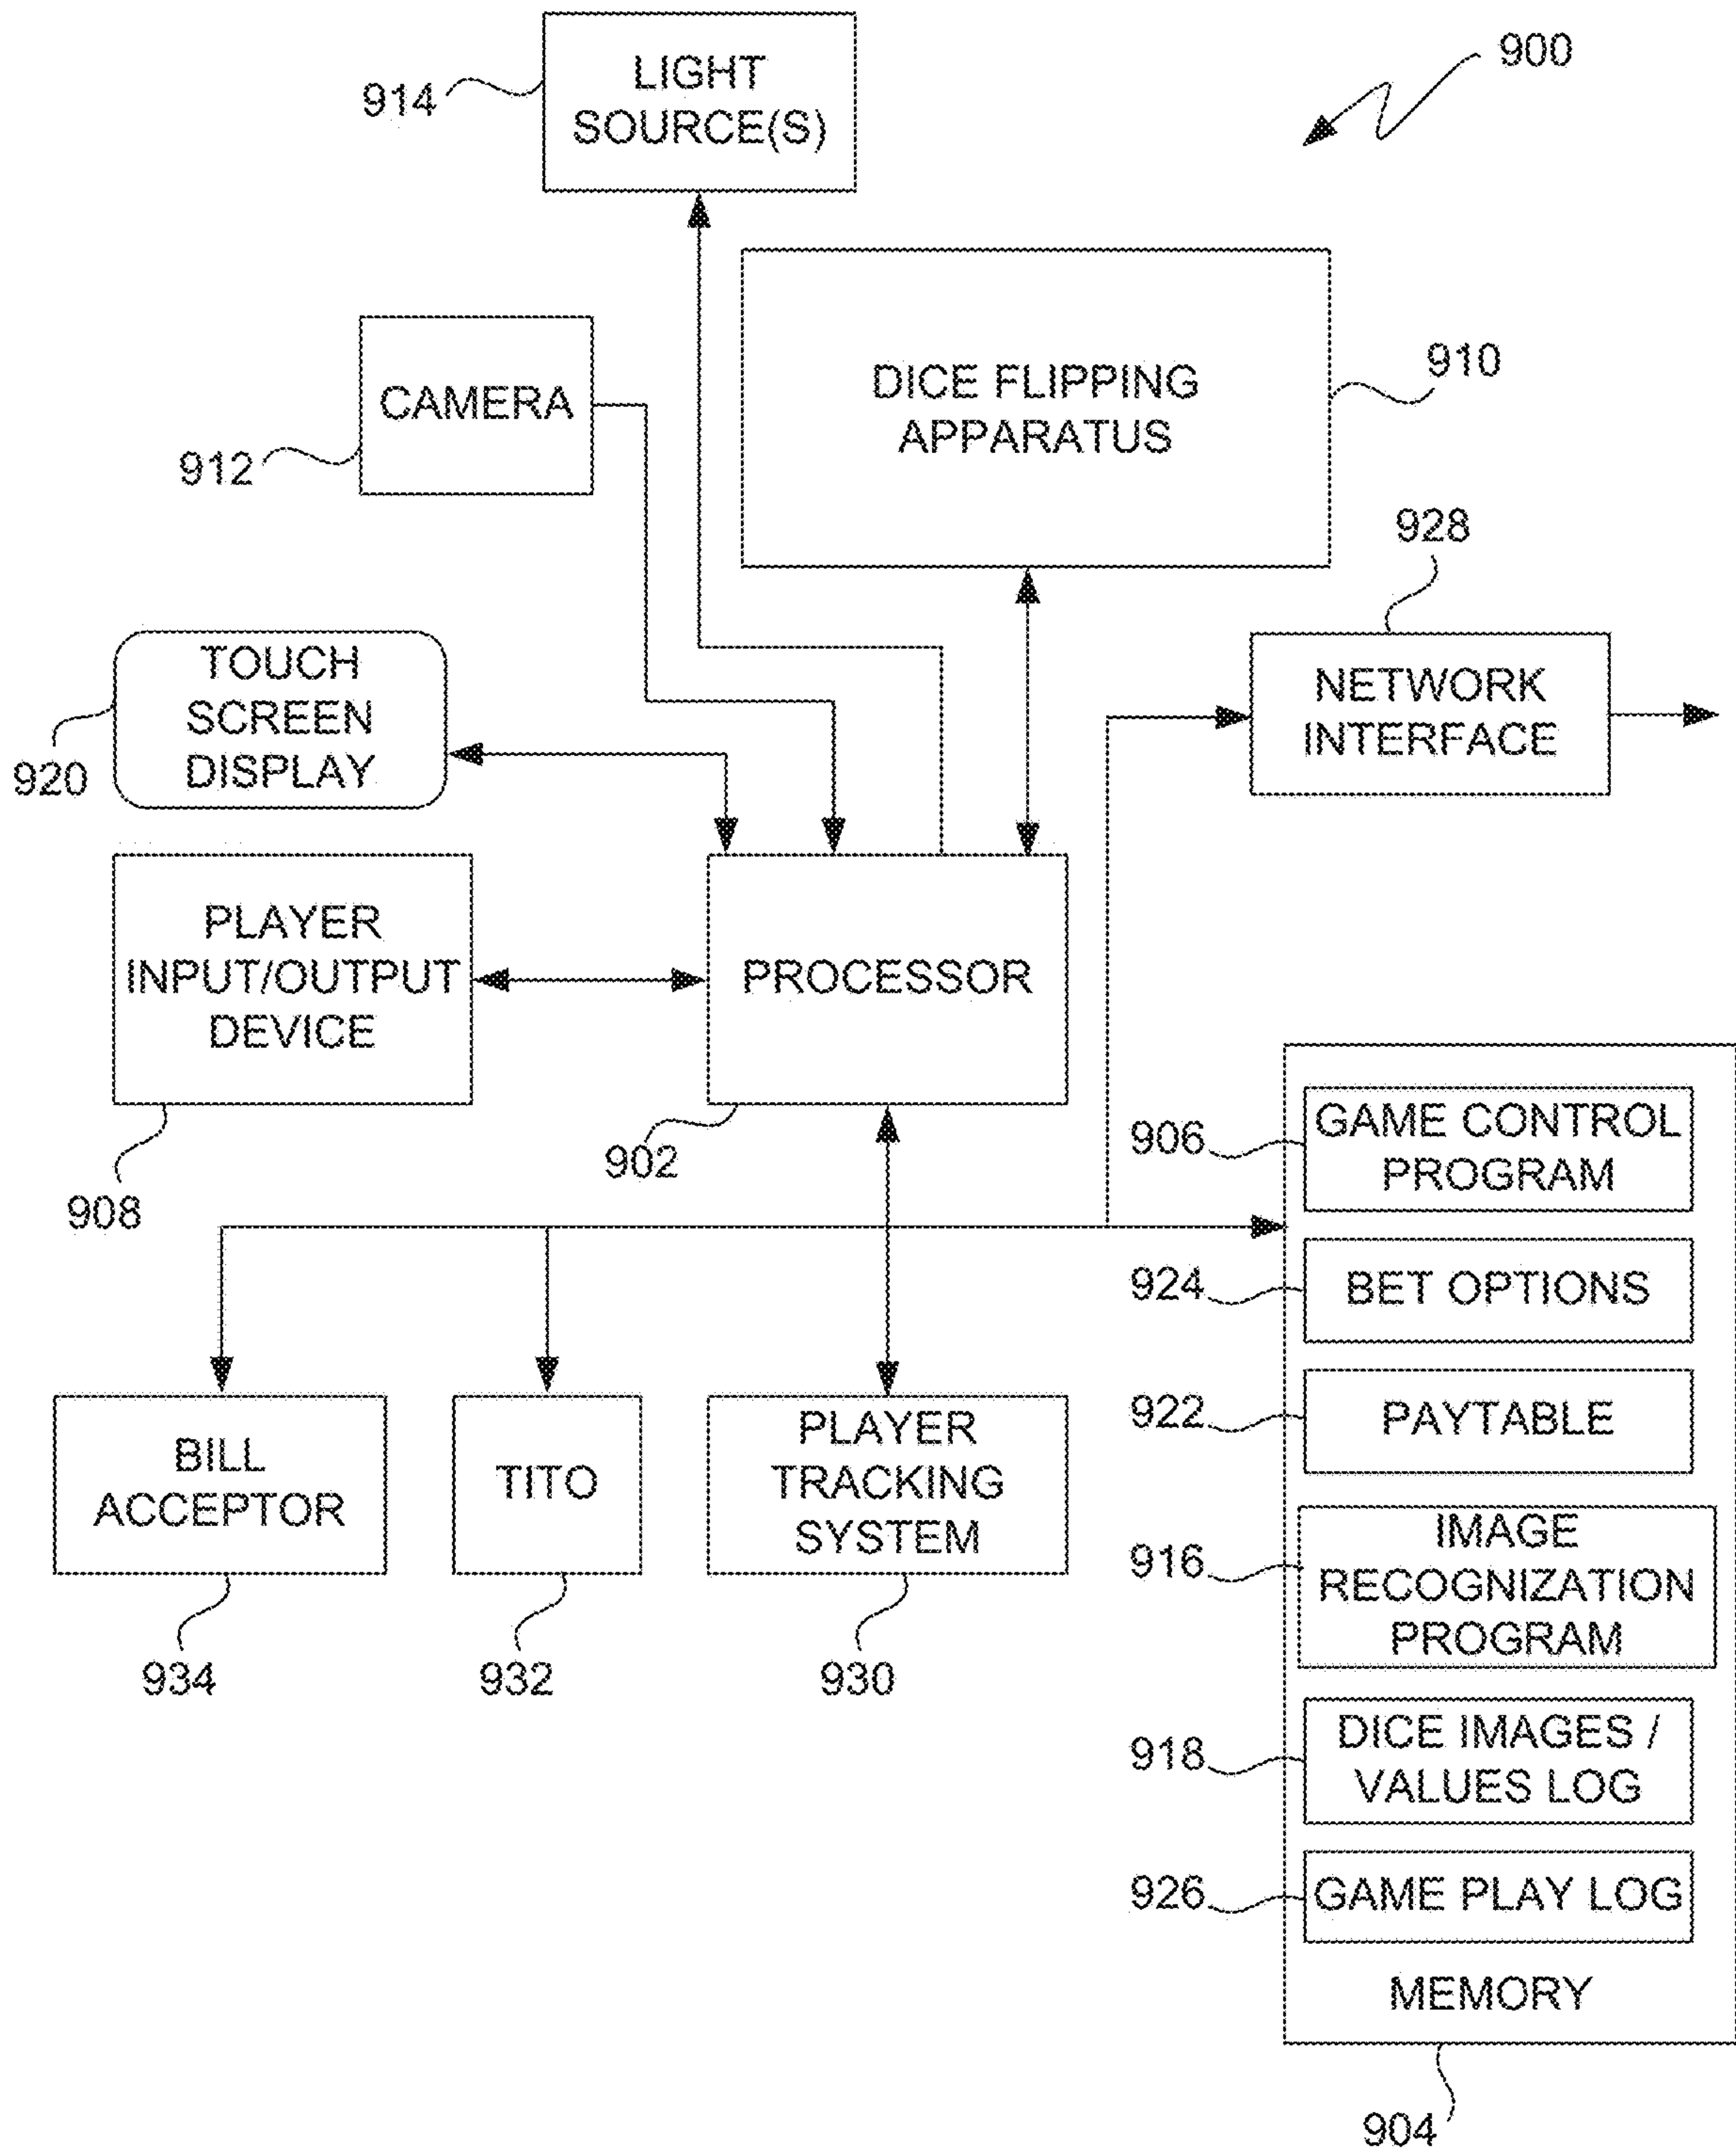 900
914
LIGHT
SOURCE(S)
DICE FLIPPING
APPARATUS
910
CAMERA
912
928
TOUCH
SCREEN
DISPLAY
920
NETWORK
INTERFACE
PLAYER
INPUT/OUTPUT
DEVICE
908
PROCESSOR
902
906
GAME CONTROL
PROGRAM
924
BET OPTIONS
922
PAYTABLE
916
IMAGE
RECOGNIZATION
PROGRAM
918
DICE IMAGES /
VALUES LOG
926
GAME PLAY LOG
MEMORY
904
BILL
ACCEPTOR
934
TITO
932
PLAYER
TRACKING
SYSTEM
930